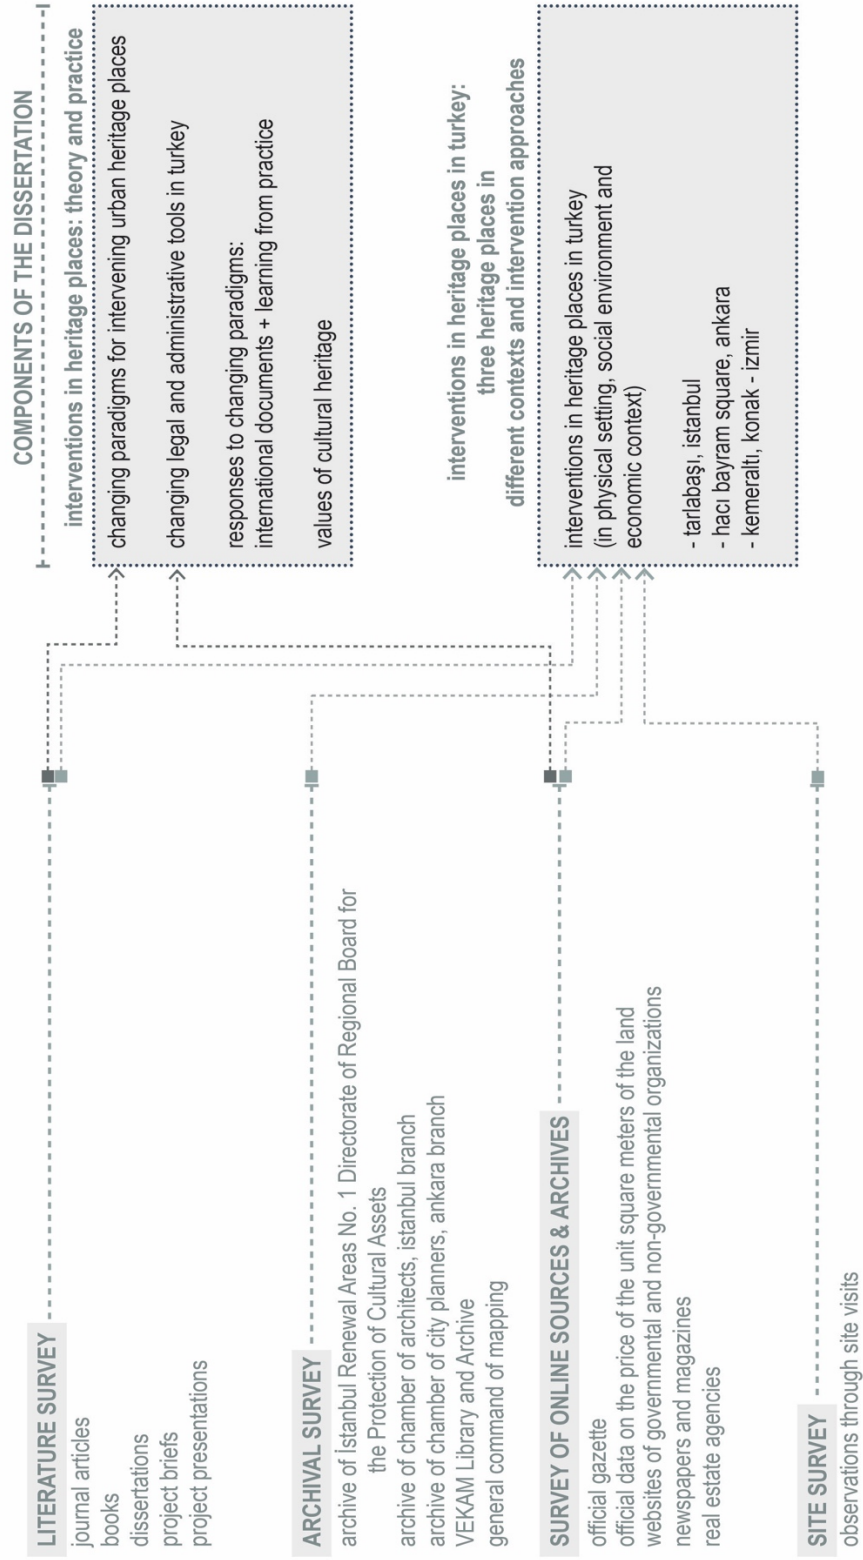 LITERATURE SURVEY
journal articles
books
dissertations
project briefs
project presentations
ARCHIVAL SURVEY
archive of İstanbul Renewal Areas No. 1 Directorate of Regional Board for
the Protection of Cultural Assets
archive of chamber of architects, istanbul branch
archive of chamber of city planners, ankara branch
VEKAM Library and Archive
general command of mapping
SURVEY OF ONLINE SOURCES & ARCHIVES
official gazette
official data on the price of the unit square meters of the land
websites of governmental and non-governmental organizations
newspapers and magazines
real estate agencies
SITE SURVEY
observations through site visits
COMPONENTS OF THE DISSERTATION
interventions in heritage places: theory and practice
changing paradigms for intervening urban heritage places
changing legal and administrative tools in turkey
responses to changing paradigms:
international documents + learning from practice
values of cultural heritage
interventions in heritage places in turkey:
three heritage places in
different contexts and intervention approaches
interventions in heritage places in turkey
(in physical setting, social environment and
economic context)
- tarlabaşı, istanbul
- hacı bayram square, ankara
- kemeraltı, konak - izmir